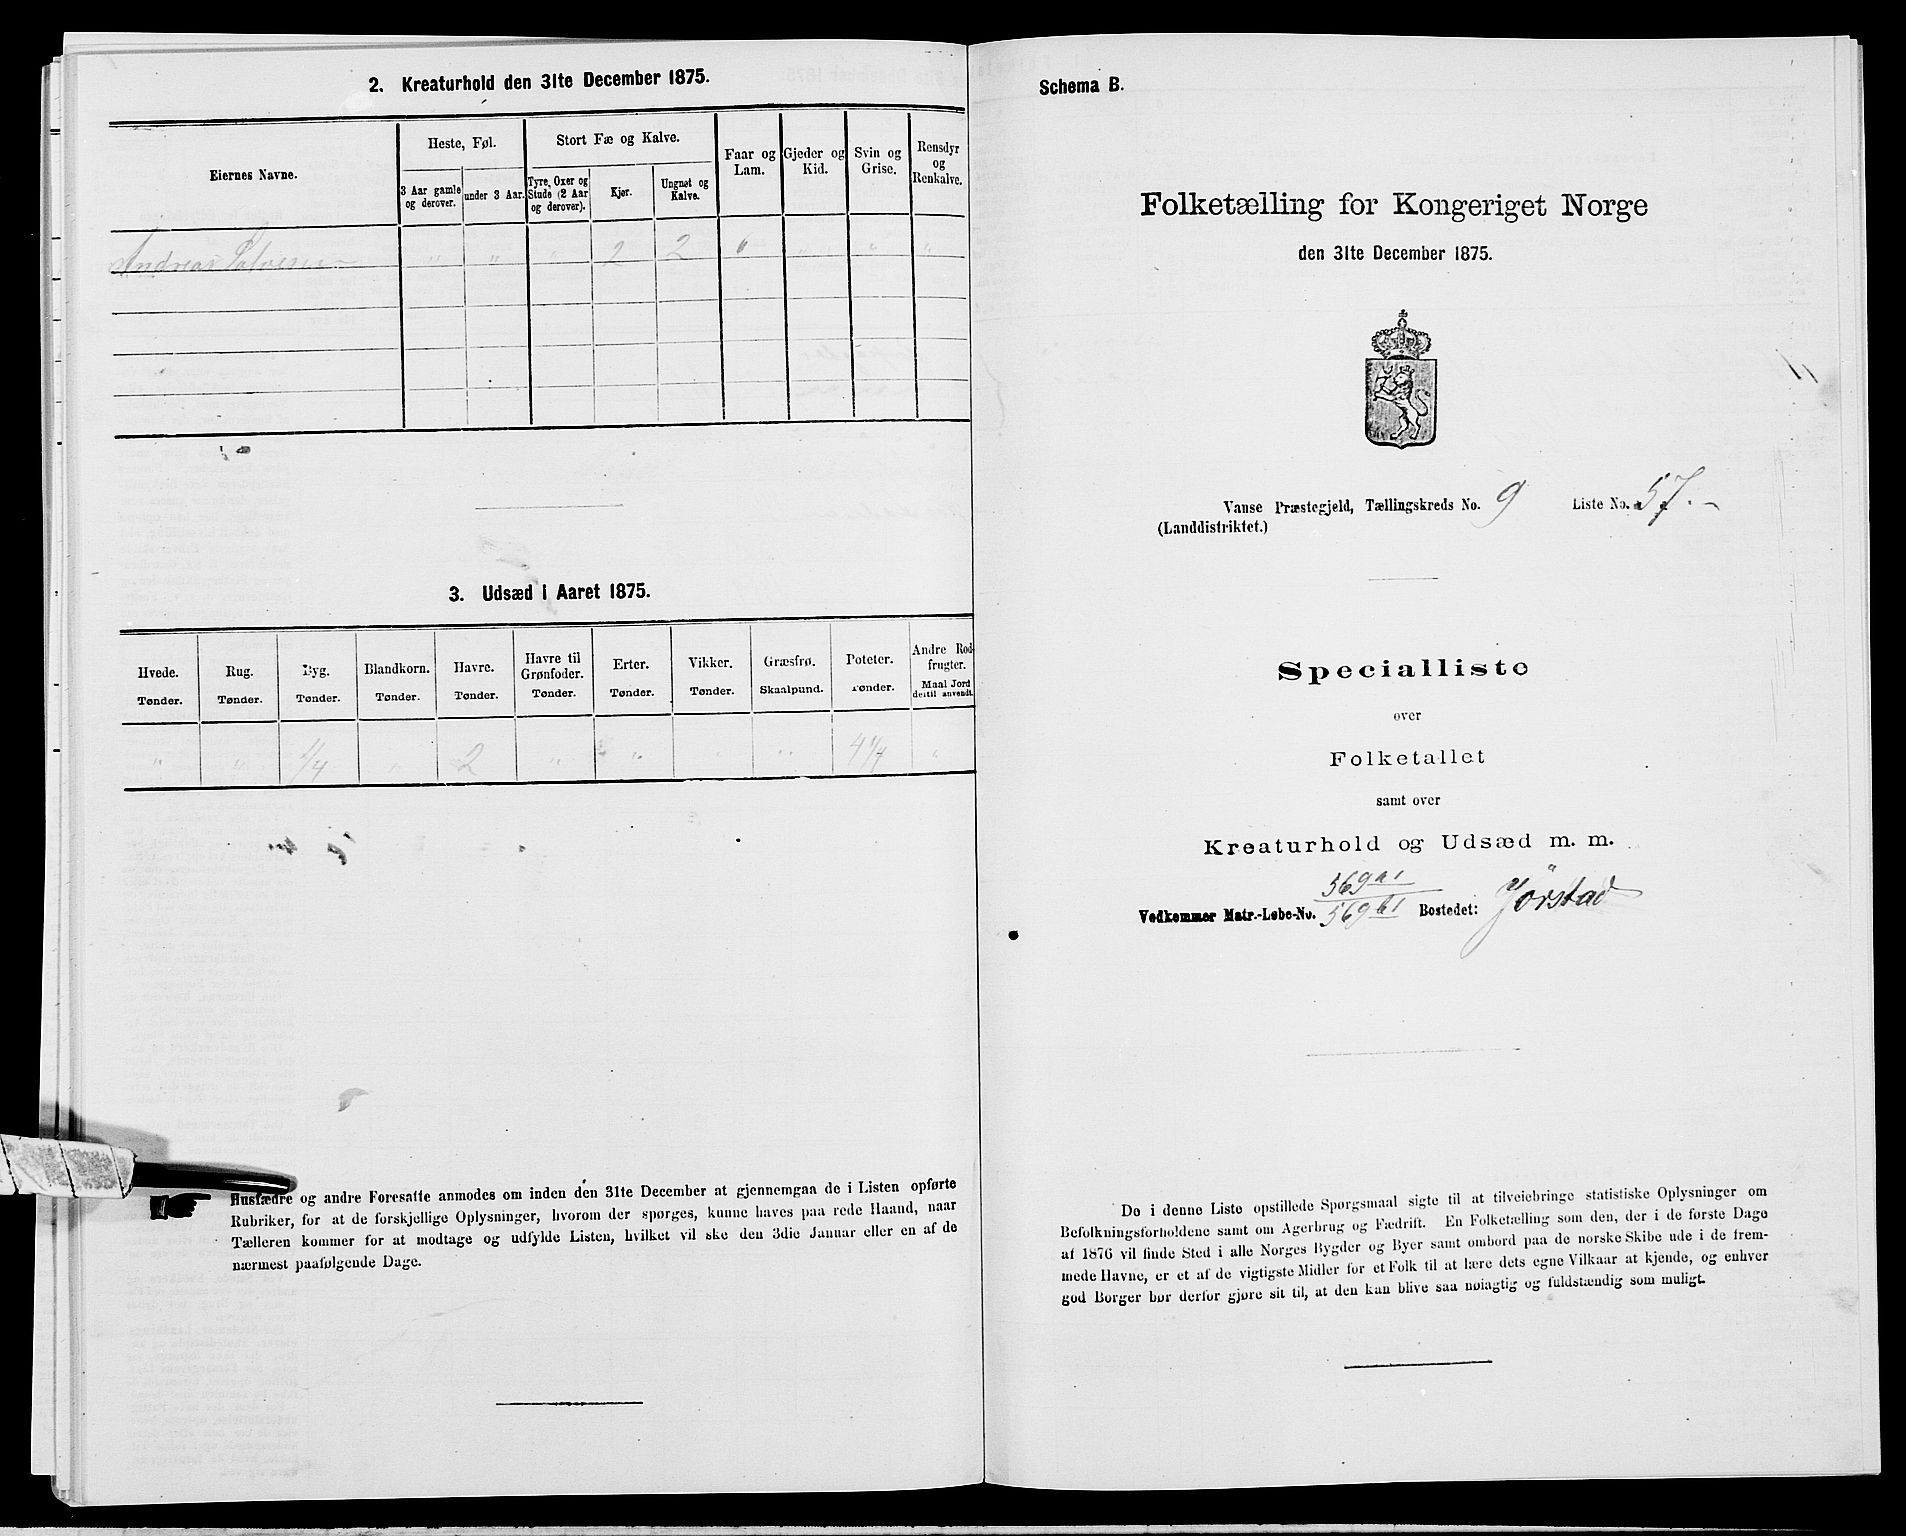 2. Kreaturhold den 31te December 1875.
Eiernes Navne.
Heste, Føl.
Stort Fæ og Kalve.
Faar og Lam.
Gjeder og Kid.
Svin og Grise.
Rensdyr og Renkalve.
3 Aar gamle og derover.
under 3 Aar.
Tyre, Oxer og Stude (2 Aar og derover).
Kjør.
Ungnøt og Kalve.
Andreas Salvesen " " " 2 2 6 " " "
3. Udsæd i Aaret 1875.
Hvede. Rug. Byg. Blandkorn. Havre. Havre til Grønfoder. Erter. Vikker. Græsfrø. Poteter. Andre Rodfrugter.
Tønder. Tønder. Tønder. Tønder. Tønder. Tønder. Tønder. Tønder. Skaalpund. Tønder. Maal Jord dertil anvendt.
" " 1/4 " 2 " " " " 4 1/4 "
Husfædre og andre Foresatte anmodes om inden den 31te December at gjennemgaa de i Listen opførte
Rubriker, for at de forskjellige Oplysninger, hvorom der spørges, kunne haves paa rede Haand, naar
Tælleren kommer for at modtage og udfylde Listen, hvilket vil ske den 3die Januar eller en af de
nærmest paafølgende Dage.
Schema B.
Folketælling for Kongeriget Norge
den 31te December 1875.
Vanse Præstegjeld, Tællingskreds No. 9 Liste No. 57.
(Landdistriktet.)
Specialliste
over
Folketallet
samt over
Kreaturhold og Udsæd m. m.
569 a 1
Vedkommer Matr.-Løbe-No. 569 b 1 Bostedet: Jörstad
De i denne Liste opstillede Spørgsmaal sigte til at tilveiebringe statistiske Oplysninger om
Befolkningsforholdene samt om Agerbrug og Fædrift. En Folketælling som den, der i de første Dage
af 1876 vil finde Sted i alle Norges Bygder og Byer samt ombord paa de norske Skibe ude i de frem-
mede Havne, er et af de vigtigste Midler for et Folk til at lære dets egne Vilkaar at kjende, og enhver
god Borger bør derfor gjøre sit til, at den kan blive saa nøiagtig og fuldstændig som muligt.